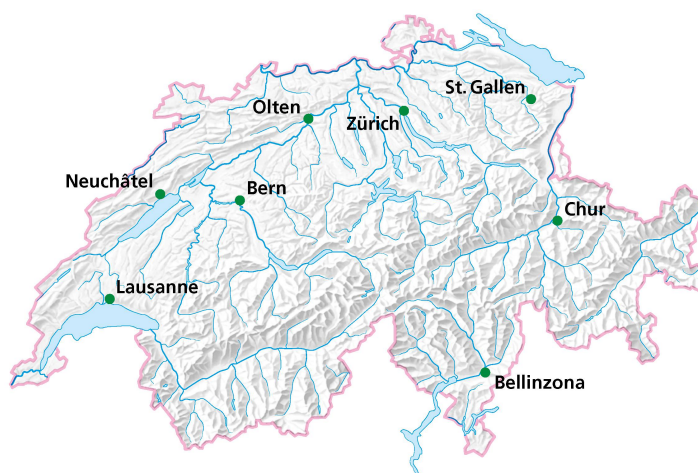 St. Gallen
Olten
Zürich
Neuchâtel
Bern
Chur
Lausanne
Bellinzona